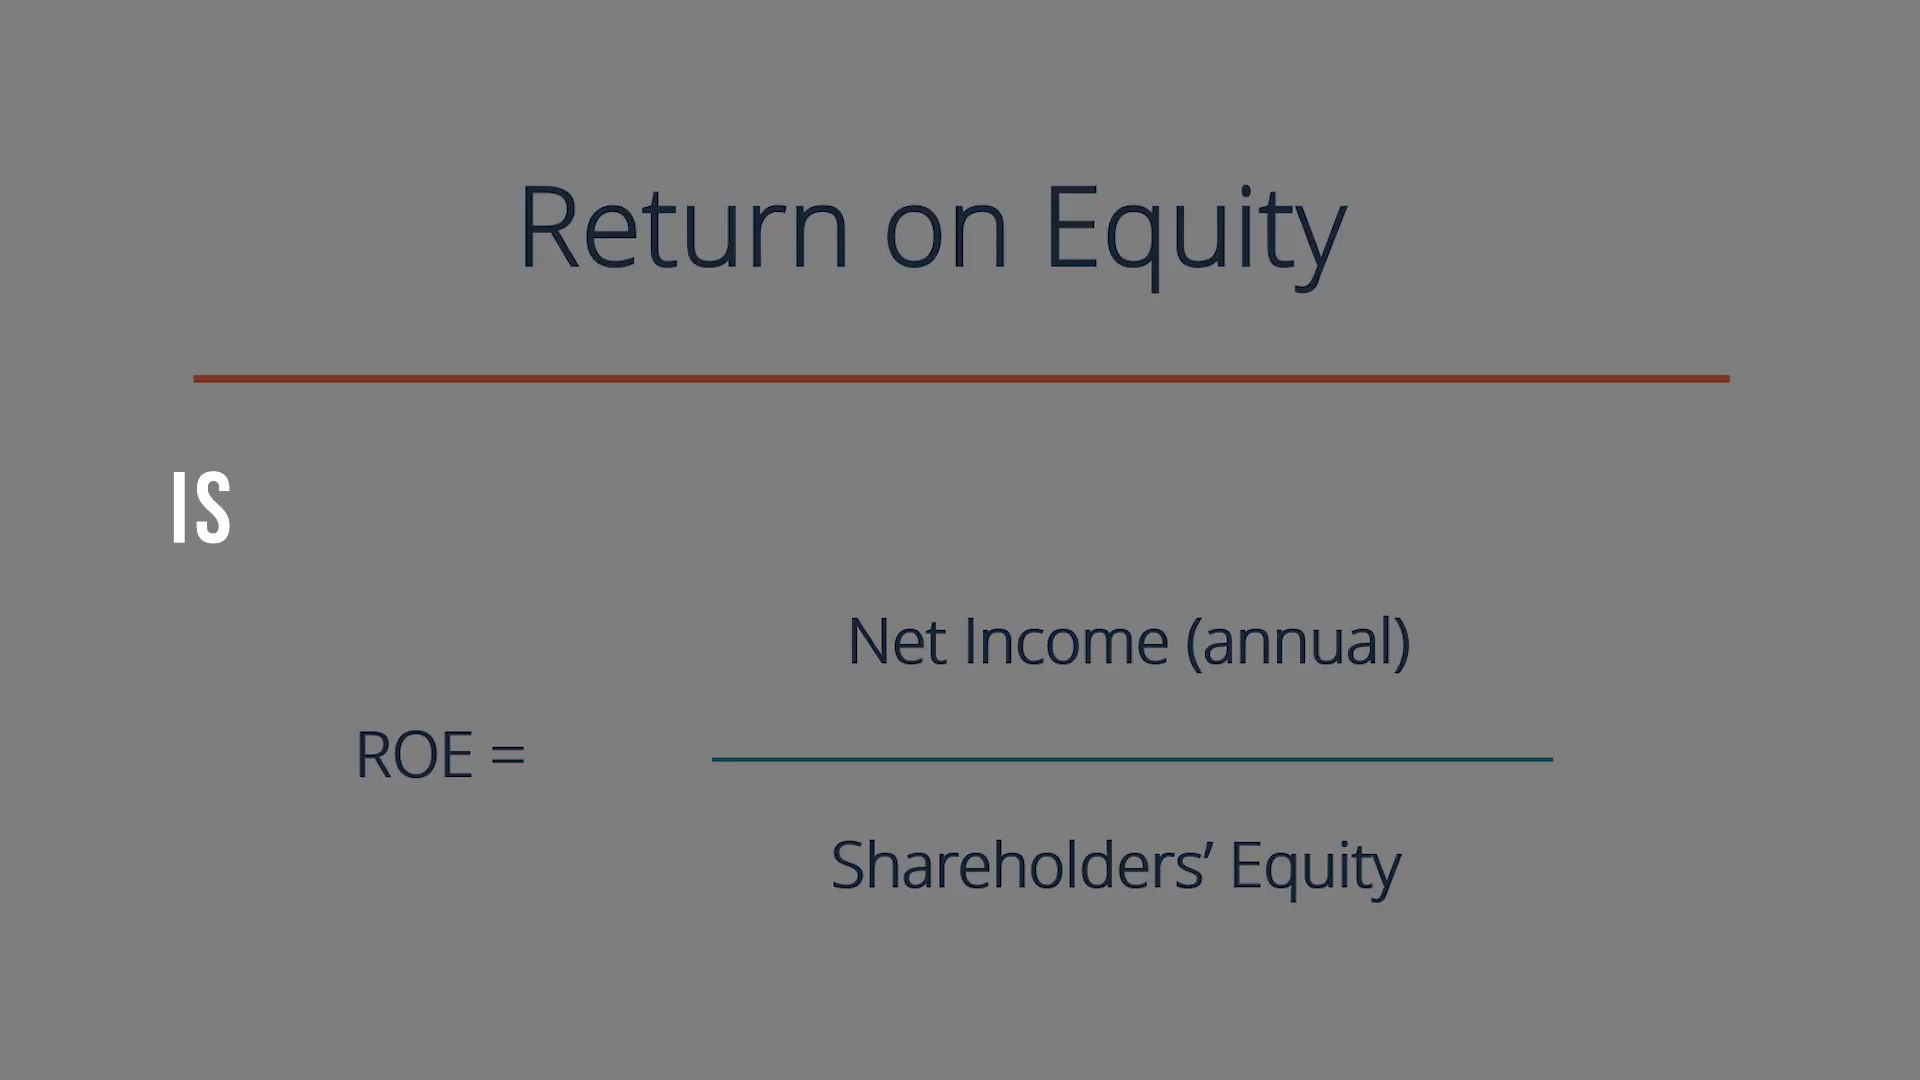 Return on Equity
IS
Net Income (annual)
ROE =
Shareholders’ Equity